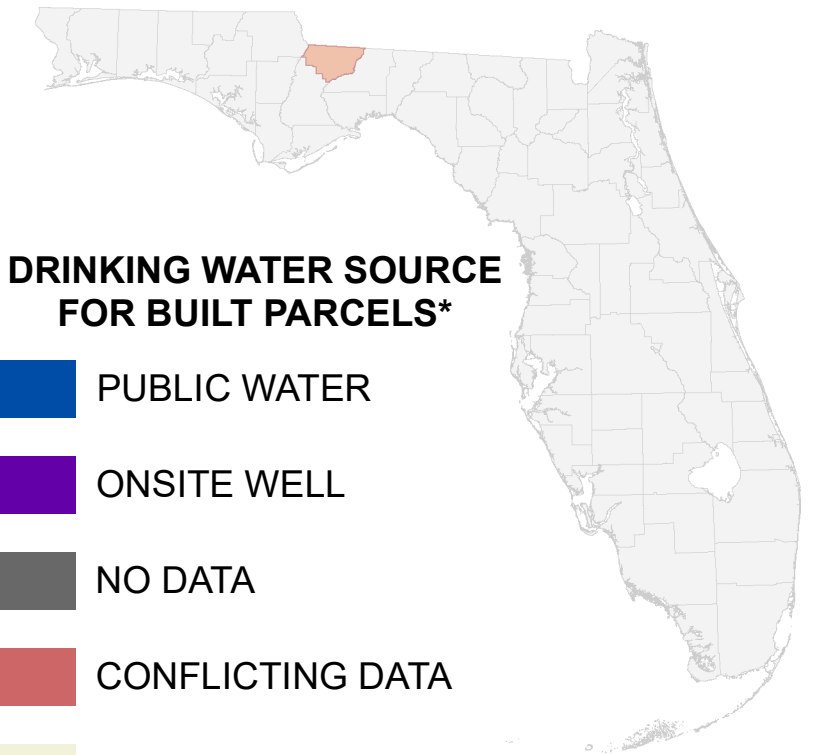 DRINKING WATER SOURCE
FOR BUILT PARCELS*
PUBLIC WATER
ONSITE WELL
NO DATA
CONFLICTING DATA